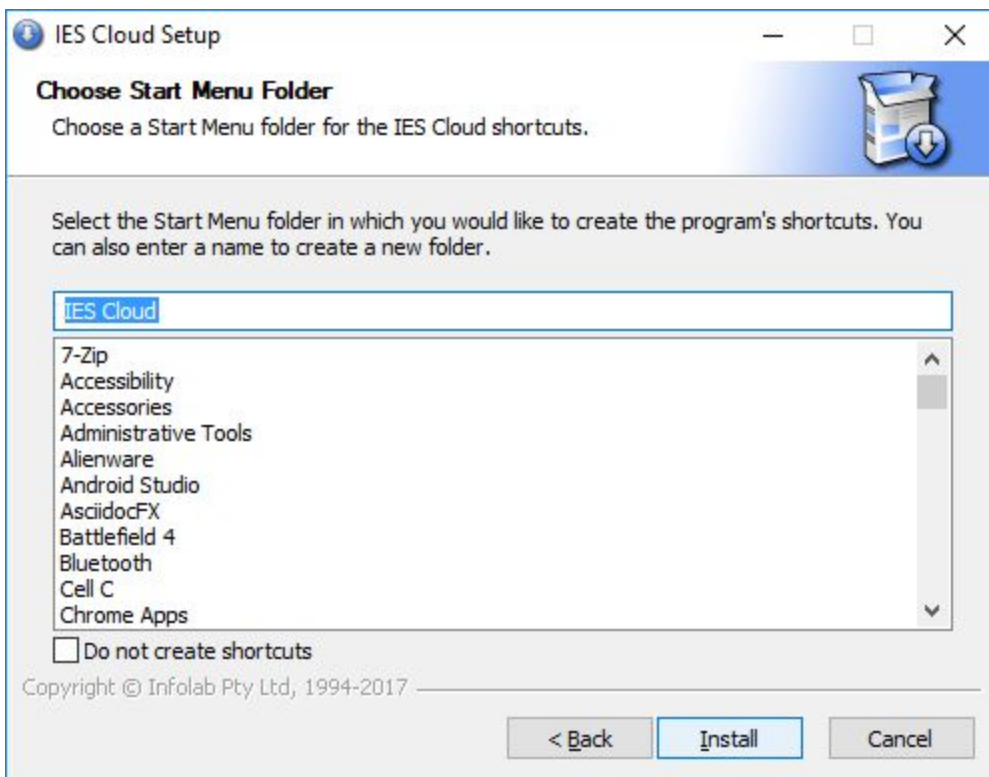 IES Cloud Setup
Choose Start Menu Folder
Choose a Start Menu folder for the IES Cloud shortcuts.
Select the Start Menu folder in which you would like to create the program's shortcuts. You
can also enter a name to create a new folder.
IES Cloud
7-Zip
Accessibility
Accessories
Administrative Tools
Alienware
Android Studio
AsciidocFX
Battlefield 4
Bluetooth
Cell C
Chrome Apps
Do not create shortcuts
Copyright © Infolab Pty Ltd, 1994-2017
< Back Install Cancel